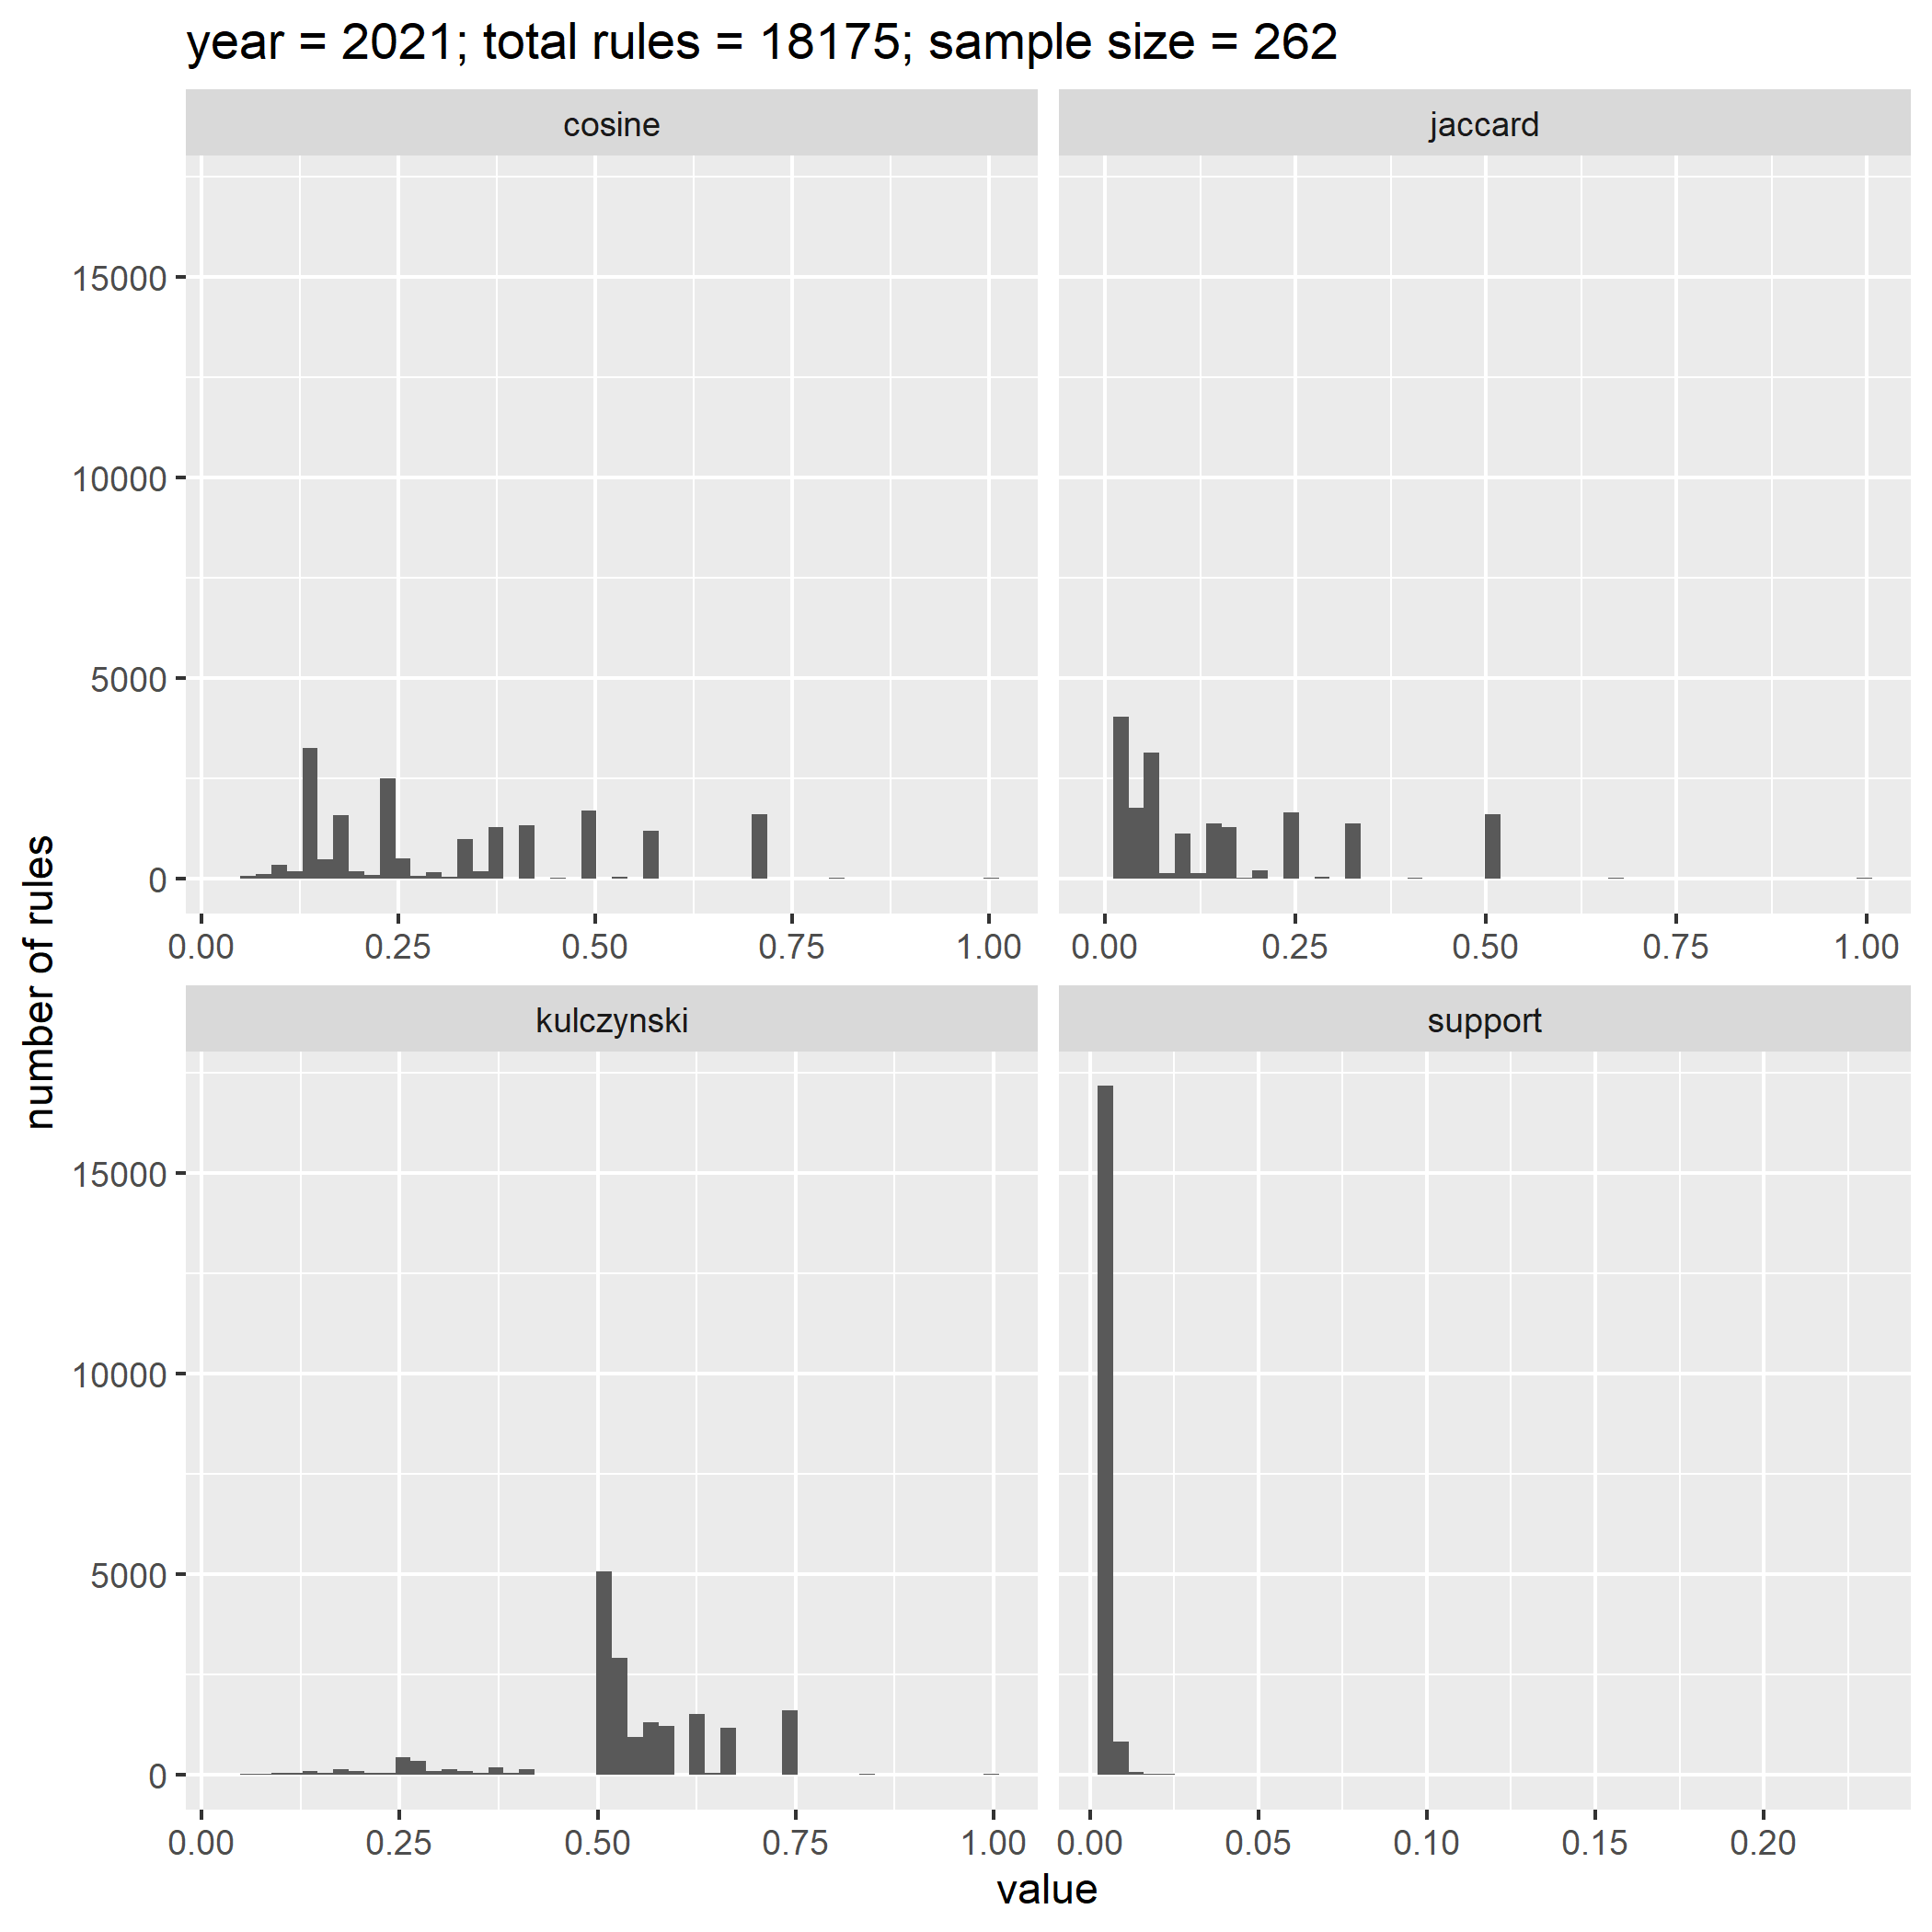 year = 2021; total rules = 18175; sample size = 262
cosine
jaccard
15000
10000
5000
0
0.00 0.25 0.50 0.75 1.00
0.00 0.25 0.50 0.75 1.00
number of rules
kulczynski
support
15000
10000
5000
0
0.00 0.25 0.50 0.75 1.00
0.00 0.05 0.10 0.15 0.20
value